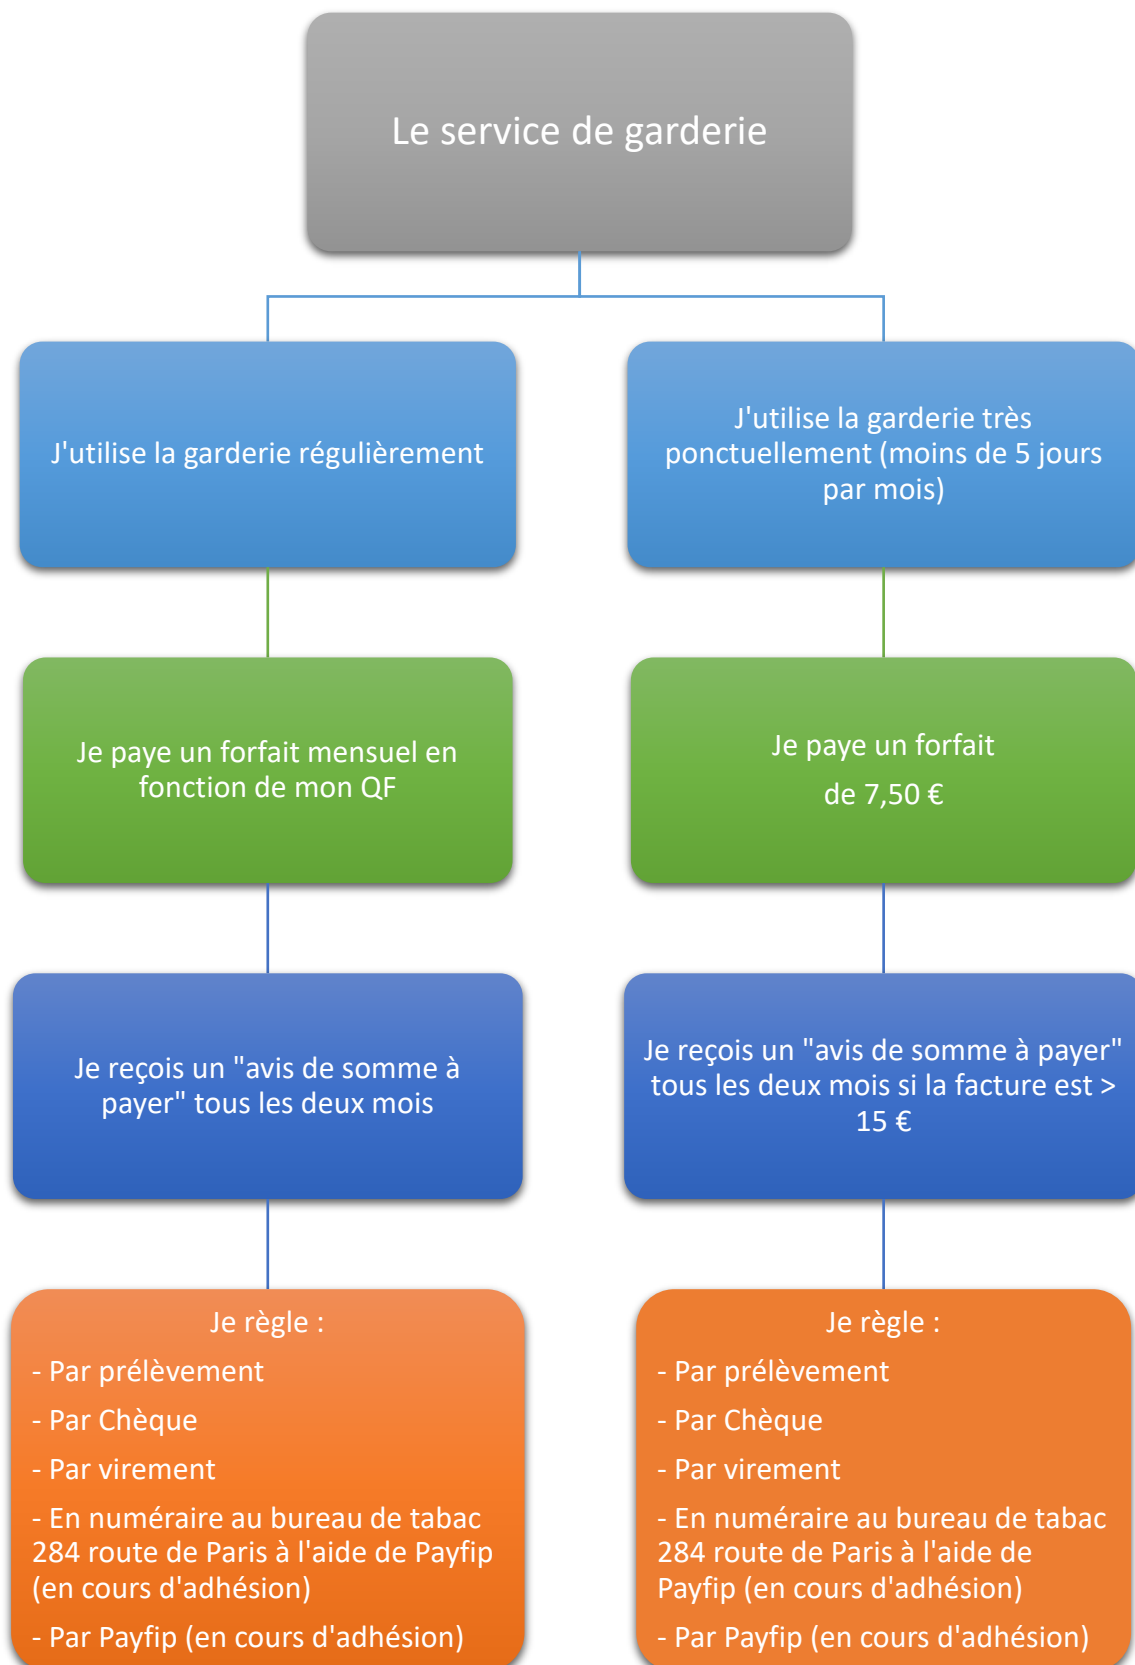 Le service de garderie
J'utilise la garderie régulièrement
J'utilise la garderie très
ponctuellement (moins de 5 jours
par mois)
Je paye un forfait mensuel en
fonction de mon QF
Je paye un forfait
de 7,50 €
Je reçois un "avis de somme à
payer" tous les deux mois
Je reçois un "avis de somme à payer"
tous les deux mois si la facture est >
15 €
Je règle :
- Par prélèvement
- Par Chèque
- Par virement
- En numéraire au bureau de tabac
284 route de Paris à l'aide de Payfip
(en cours d'adhésion)
- Par Payfip (en cours d'adhésion)
Je règle :
- Par prélèvement
- Par Chèque
- Par virement
- En numéraire au bureau de tabac
284 route de Paris à l'aide de
Payfip (en cours d'adhésion)
- Par Payfip (en cours d'adhésion)